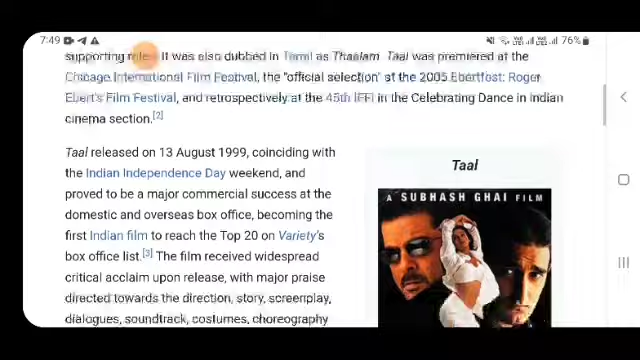 7:49 76%
supporting roles. It was also dubbed in Tamil as Thaalam. Taal was premiered at the
Chicago International Film Festival, the "official selection" at the 2005 Ebertfest: Roger
Ebert's Film Festival, and retrospectively at the 45th IFFI in the Celebrating Dance in Indian
cinema section.[2]
Taal released on 13 August 1999, coinciding with
the Indian Independence Day weekend, and
proved to be a major commercial success at the
domestic and overseas box office, becoming the
first Indian film to reach the Top 20 on Variety's
box office list.[3] The film received widespread
critical acclaim upon release, with major praise
directed towards the direction, story, screenplay,
dialogues, soundtrack, costumes, choreography
Taal
A SUBHASH GHAI FILM